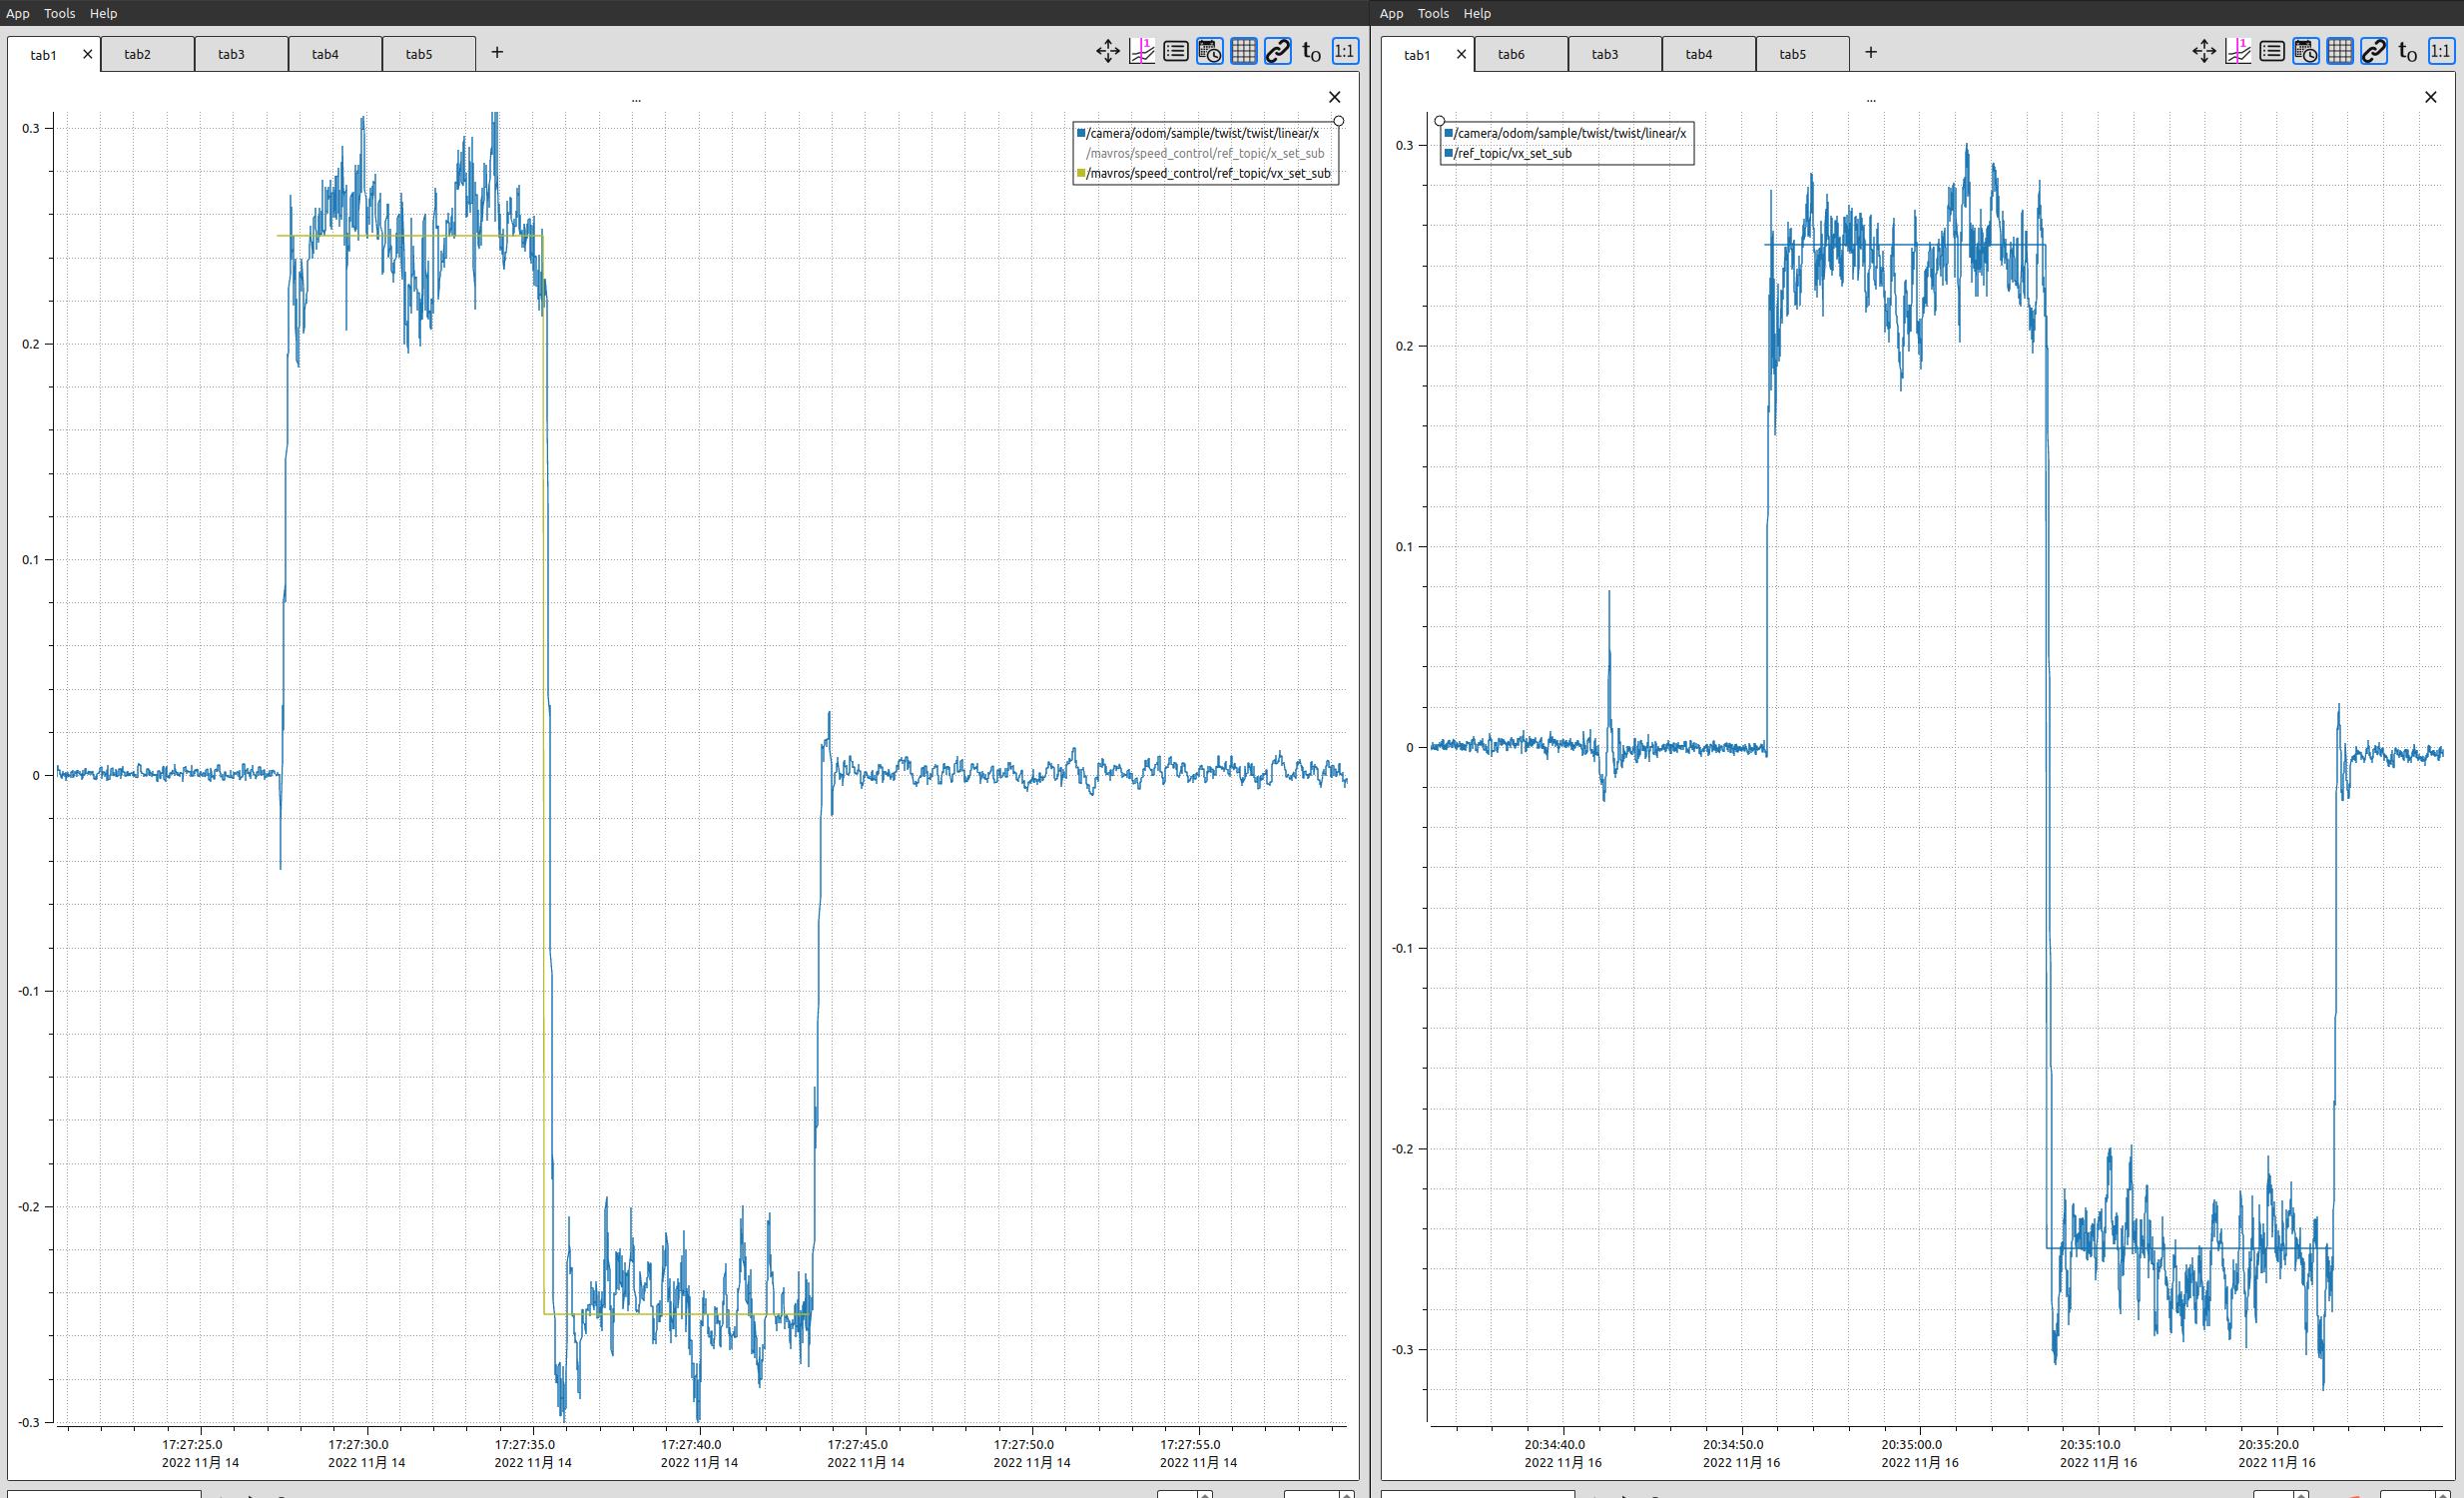 App Tools Help
tab1 tab2 tab3 tab4 tab5 +
t0 1:1
...
/camera/odom/sample/twist/twist/linear/x
/mavros/speed_control/ref_topic/x_set_sub
/mavros/speed_control/ref_topic/vx_set_sub
0.3
0.2
0.1
0
-0.1
-0.2
-0.3
17:27:25.0 17:27:30.0 17:27:35.0 17:27:40.0 17:27:45.0 17:27:50.0 17:27:55.0
2022 11月 14 2022 11月 14 2022 11月 14 2022 11月 14 2022 11月 14 2022 11月 14 2022 11月 14
App Tools Help
tab1 tab6 tab3 tab4 tab5 +
t0 1:1
...
/camera/odom/sample/twist/twist/linear/x
/ref_topic/vx_set_sub
0.3
0.2
0.1
0
-0.1
-0.2
-0.3
20:34:40.0 20:34:50.0 20:35:00.0 20:35:10.0 20:35:20.0
2022 11月 16 2022 11月 16 2022 11月 16 2022 11月 16 2022 11月 16